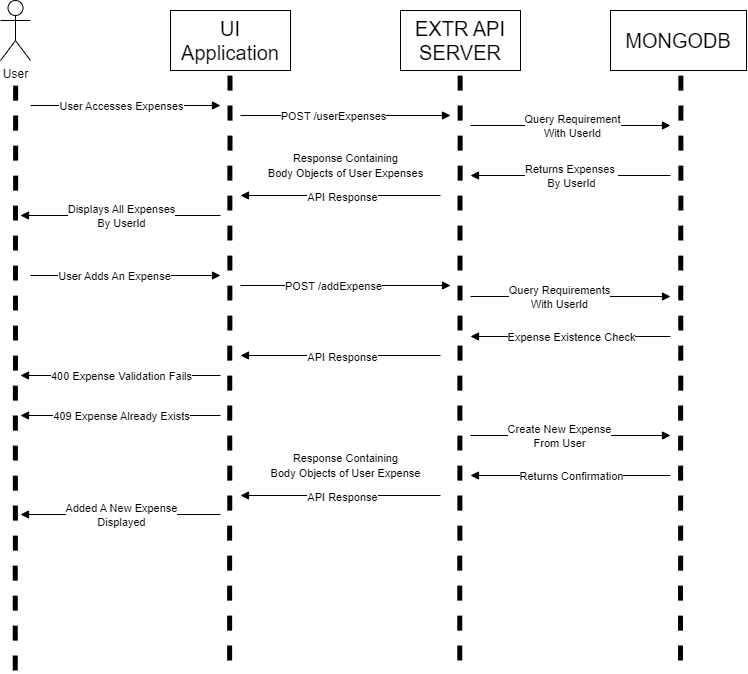 User
UI
Application
EXTR API
SERVER
MONGODB
User Accesses Expenses
POST /userExpenses
Query Requirement
With UserId
Response Containing
Body Objects of User Expenses
Returns Expenses
By UserId
API Response
Displays All Expenses
By UserId
User Adds An Expense
POST /addExpense
Query Requirements
With UserId
Expense Existence Check
API Response
400 Expense Validation Fails
409 Expense Already Exists
Create New Expense
From User
Response Containing
Body Objects of User Expense
Returns Confirmation
API Response
Added A New Expense
Displayed